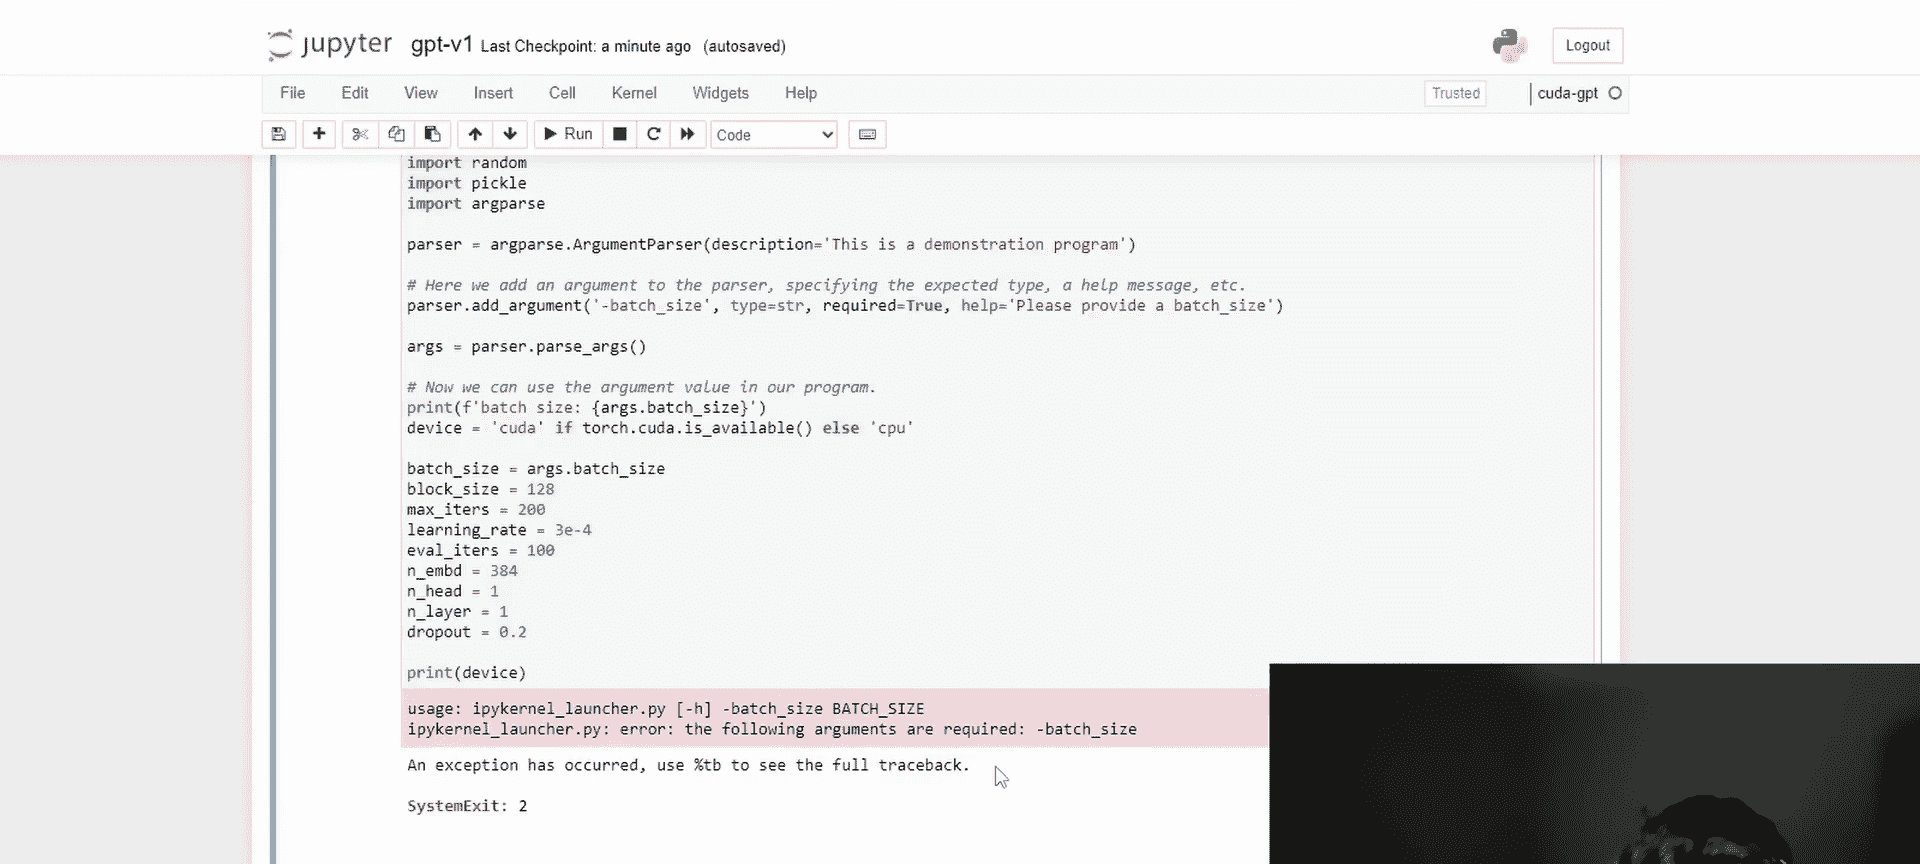 jupyter gpt-v1 Last Checkpoint: a minute ago (autosaved) Logout
File Edit View Insert Cell Kernel Widgets Help Trusted cuda-gpt
Run Code
import random
import pickle
import argparse
parser = argparse.ArgumentParser(description='This is a demonstration program')
# Here we add an argument to the parser, specifying the expected type, a help message, etc.
parser.add_argument('-batch_size', type=str, required=True, help='Please provide a batch_size')
args = parser.parse_args()
# Now we can use the argument value in our program.
print(f'batch size: {args.batch_size}')
device = 'cuda' if torch.cuda.is_available() else 'cpu'
batch_size = args.batch_size
block_size = 128
max_iters = 200
learning_rate = 3e-4
eval_iters = 100
n_embd = 384
n_head = 1
n_layer = 1
dropout = 0.2
print(device)
usage: ipykernel_launcher.py [-h] -batch_size BATCH_SIZE
ipykernel_launcher.py: error: the following arguments are required: -batch_size
An exception has occurred, use %tb to see the full traceback.
SystemExit: 2